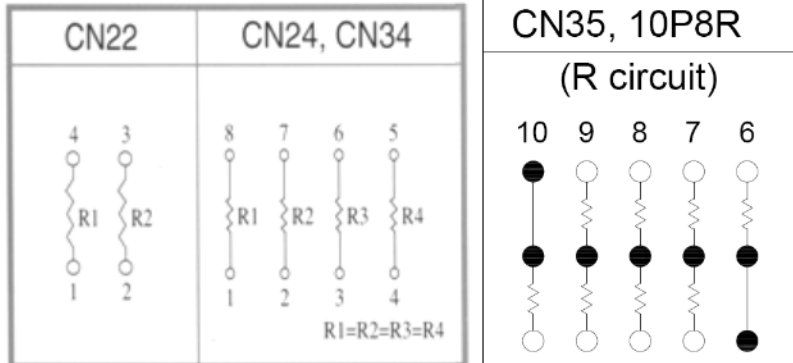 CN22
4 3
R1 R2
1 2
CN24, CN34
8 7 6 5
R1 R2 R3 R4
1 2 3 4
R1=R2=R3=R4
CN35, 10P8R
(R circuit)
10 9 8 7 6